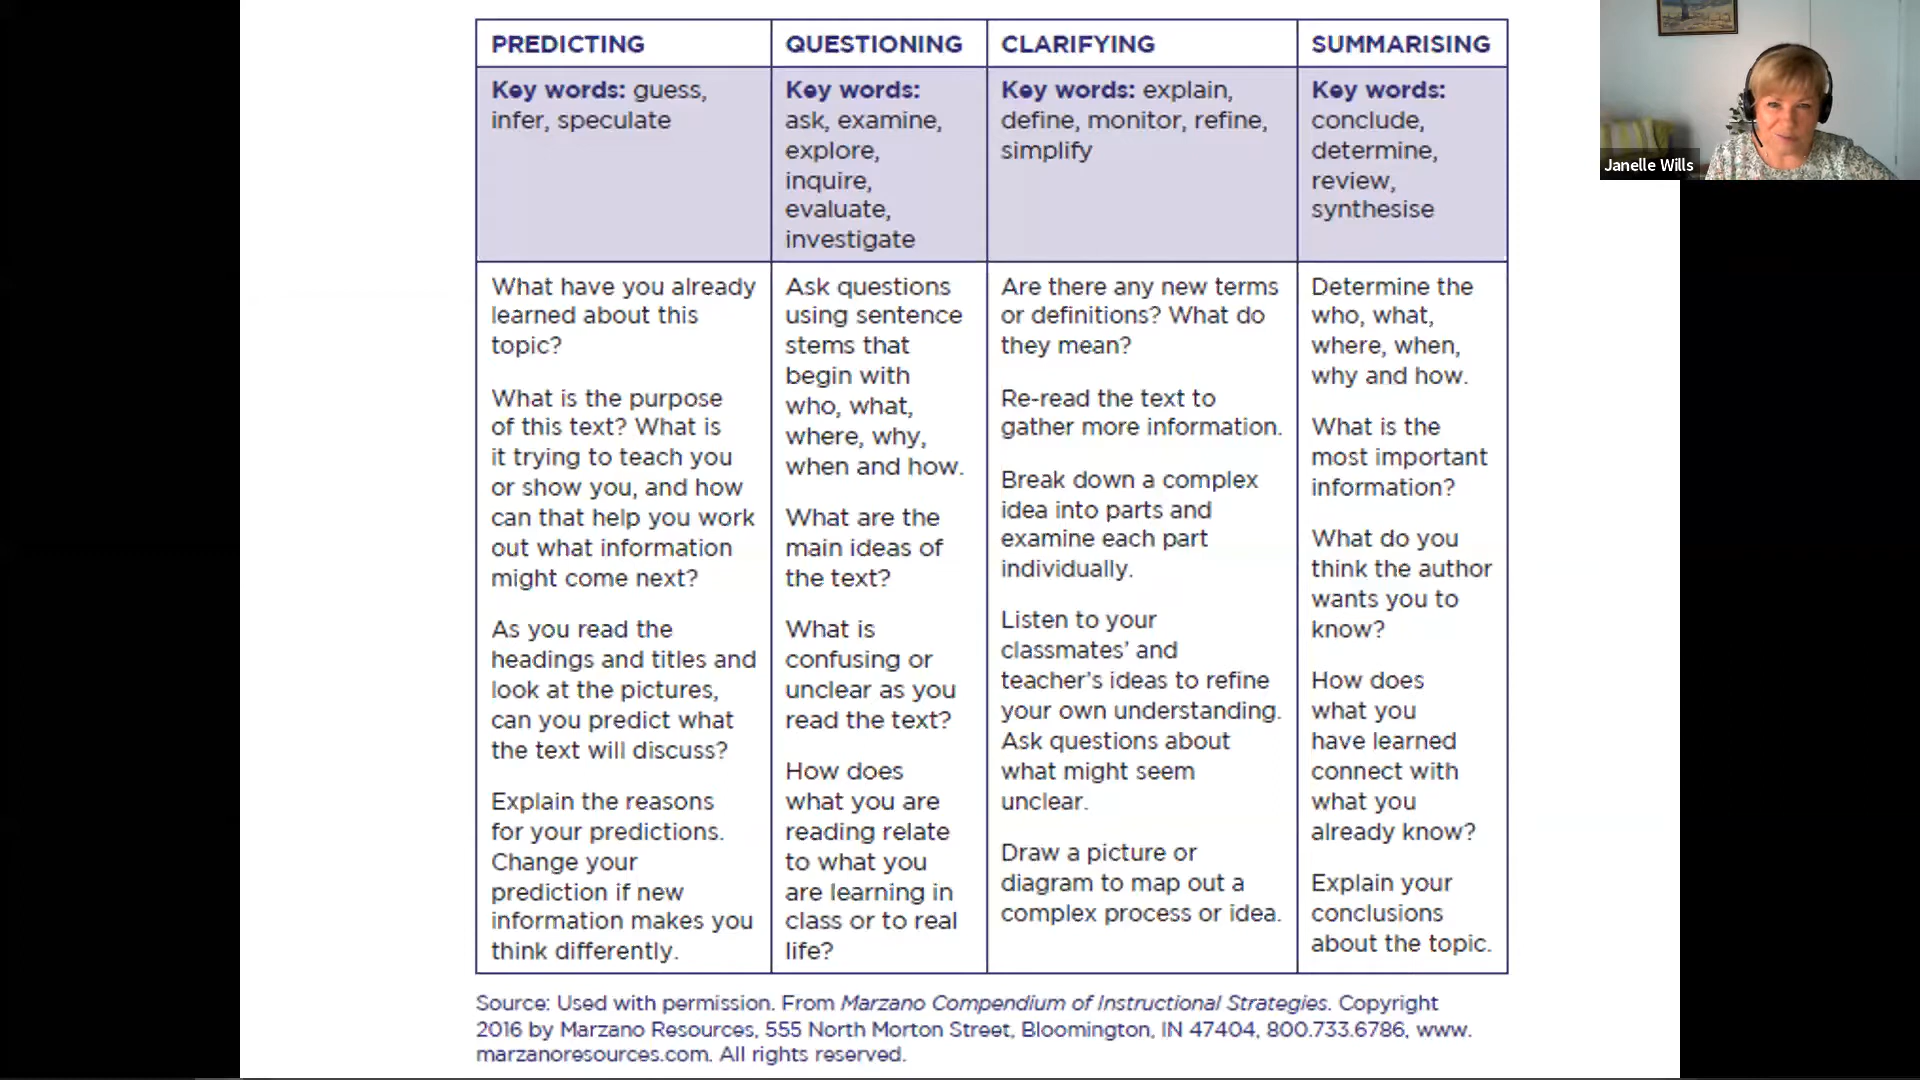 PREDICTING
Key words: guess,
infer, speculate
What have you already
learned about this
topic?
What is the purpose
of this text? What is
it trying to teach you
or show you, and how
can that help you work
out what information
might come next?
As you read the
headings and titles and
look at the pictures,
can you predict what
the text will discuss?
Explain the reasons
for your predictions.
Change your
prediction if new
information makes you
think differently.
QUESTIONING
Key words:
ask, examine,
explore,
inquire,
evaluate,
investigate
Ask questions
using sentence
stems that
begin with
who, what,
where, why,
when and how.
What are the
main ideas of
the text?
What is
confusing or
unclear as you
read the text?
How does
what you are
reading relate
to what you
are learning in
class or to real
life?
CLARIFYING
Key words: explain,
define, monitor, refine,
simplify
Are there any new terms
or definitions? What do
they mean?
Re-read the text to
gather more information.
Break down a complex
idea into parts and
examine each part
individually.
Listen to your
classmates’ and
teacher’s ideas to refine
your own understanding.
Ask questions about
what might seem
unclear.
Draw a picture or
diagram to map out a
complex process or idea.
SUMMARISING
Key words:
conclude,
determine,
review,
synthesise
Determine the
who, what,
where, when,
why and how.
What is the
most important
information?
What do you
think the author
wants you to
know?
How does
what you
have learned
connect with
what you
already know?
Explain your
conclusions
about the topic.
Source: Used with permission. From Marzano Compendium of Instructional Strategies. Copyright
2016 by Marzano Resources, 555 North Morton Street, Bloomington, IN 47404, 800.733.6786, www.
marzanoresources.com. All rights reserved.
Janelle Wills